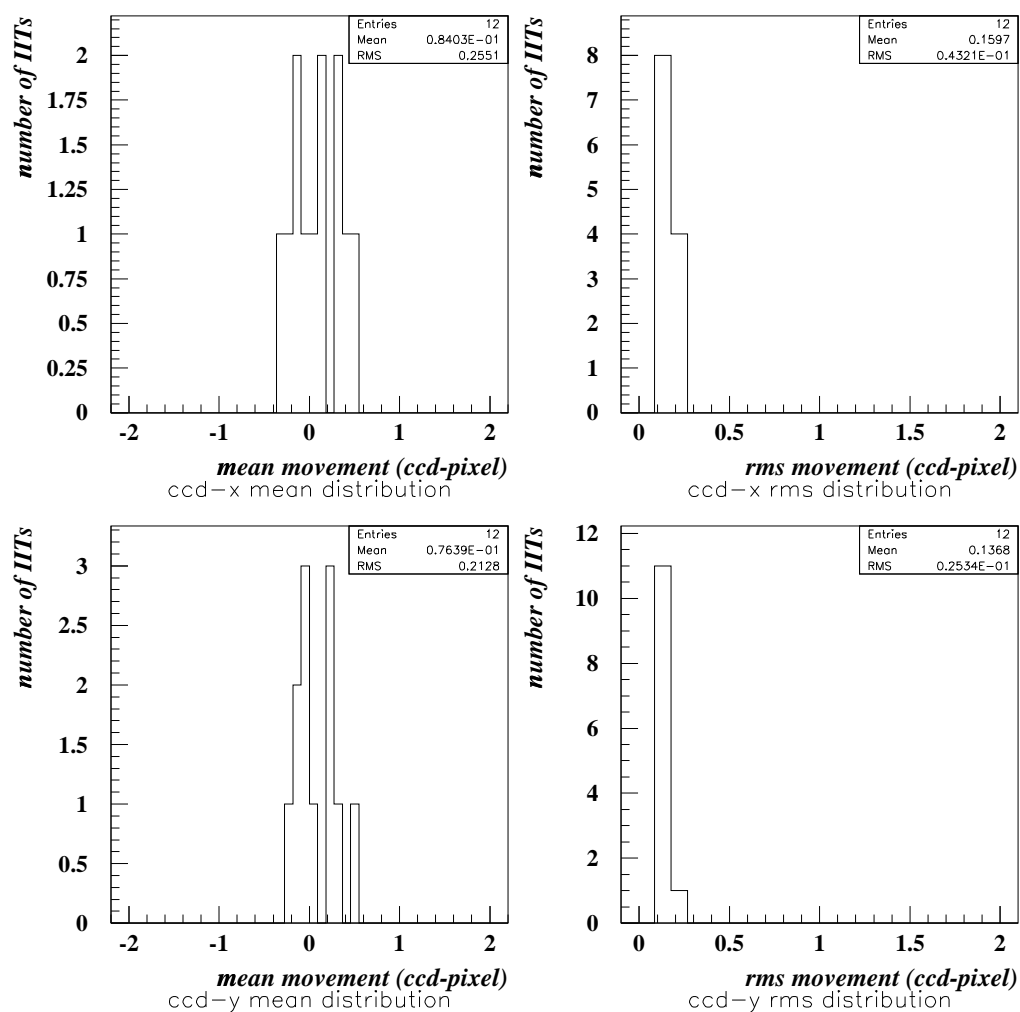 number of IITs
Entries 12
Mean 0.8403E-01
RMS 0.2551
2
1.75
1.5
1.25
1
0.75
0.5
0.25
0
-2 -1 0 1 2
mean movement (ccd-pixel)
ccd-x mean distribution
number of IITs
Entries 12
Mean 0.1597
RMS 0.4321E-01
8
7
6
5
4
3
2
1
0
0 0.5 1 1.5 2
rms movement (ccd-pixel)
ccd-x rms distribution
number of IITs
Entries 12
Mean 0.7639E-01
RMS 0.2128
3
2.5
2
1.5
1
0.5
0
-2 -1 0 1 2
mean movement (ccd-pixel)
ccd-y mean distribution
number of IITs
Entries 12
Mean 0.1368
RMS 0.2534E-01
12
10
8
6
4
2
0
0 0.5 1 1.5 2
rms movement (ccd-pixel)
ccd-y rms distribution